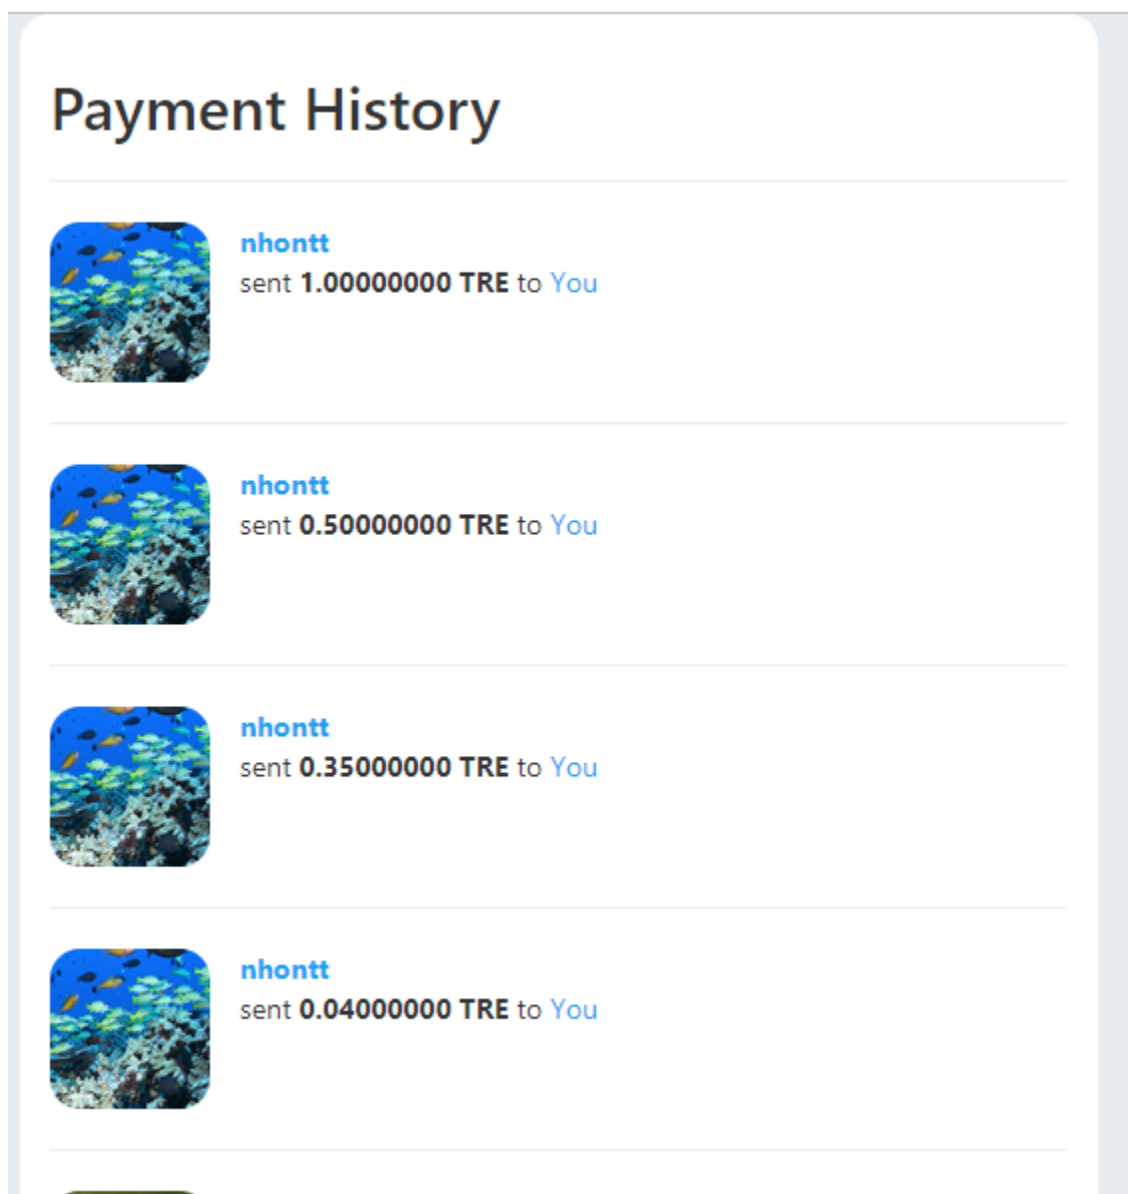 Payment History
nhontt
sent 1.00000000 TRE to You
nhontt
sent 0.50000000 TRE to You
nhontt
sent 0.35000000 TRE to You
nhontt
sent 0.04000000 TRE to You